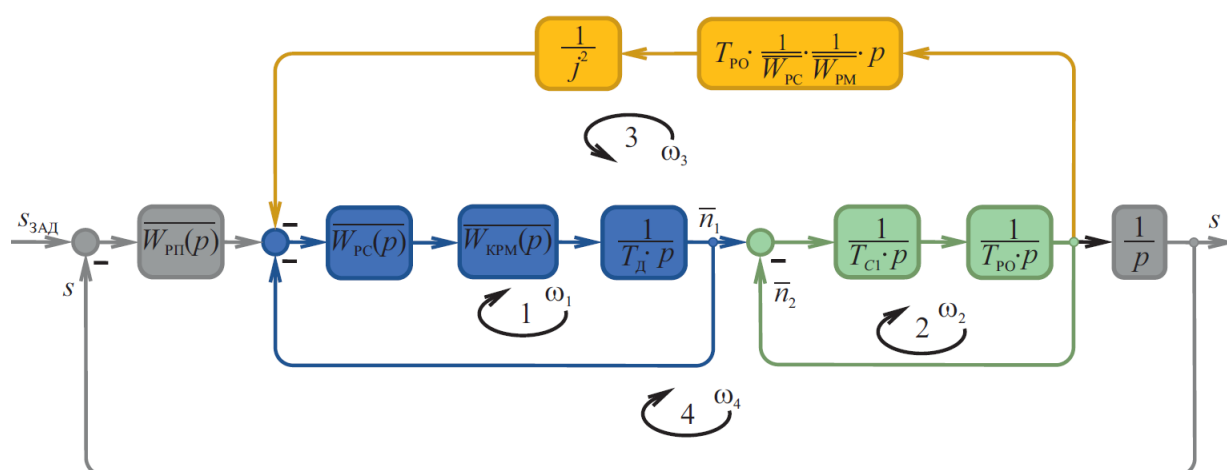 1
j²
T_РО · 1/W̅_РС · 1/W̅_РМ · p
3
ω₃
s_ЗАД
−
W̅_РП(p)
−
−
W̅_РС(p)
W̅_КРМ(p)
1
T_Д · p
n̅₁
−
1
T_C1 · p
1
T_РО · p
1
p
s
s
n̅₂
1
ω₁
2
ω₂
4
ω₄